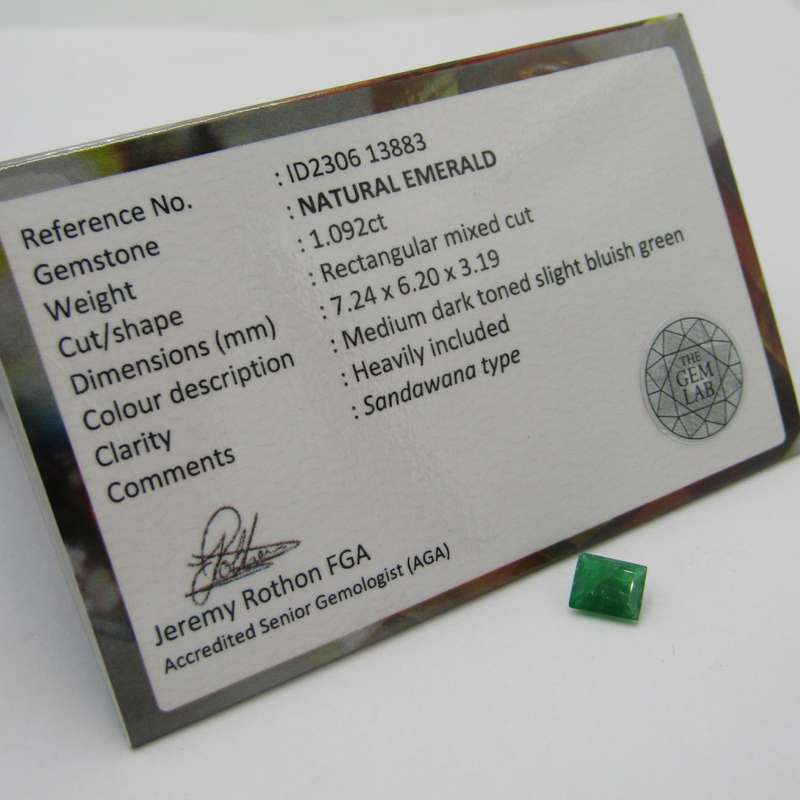 Reference No. : ID2306 13883
Gemstone : NATURAL EMERALD
Weight : 1.092ct
Cut/shape : Rectangular mixed cut
Dimensions (mm) : 7.24 x 6.20 x 3.19
Colour description : Medium dark toned slight bluish green
Clarity : Heavily included
Comments : Sandawana type
THE
GEM
LAB
Jeremy Rothon FGA
Accredited Senior Gemologist (AGA)